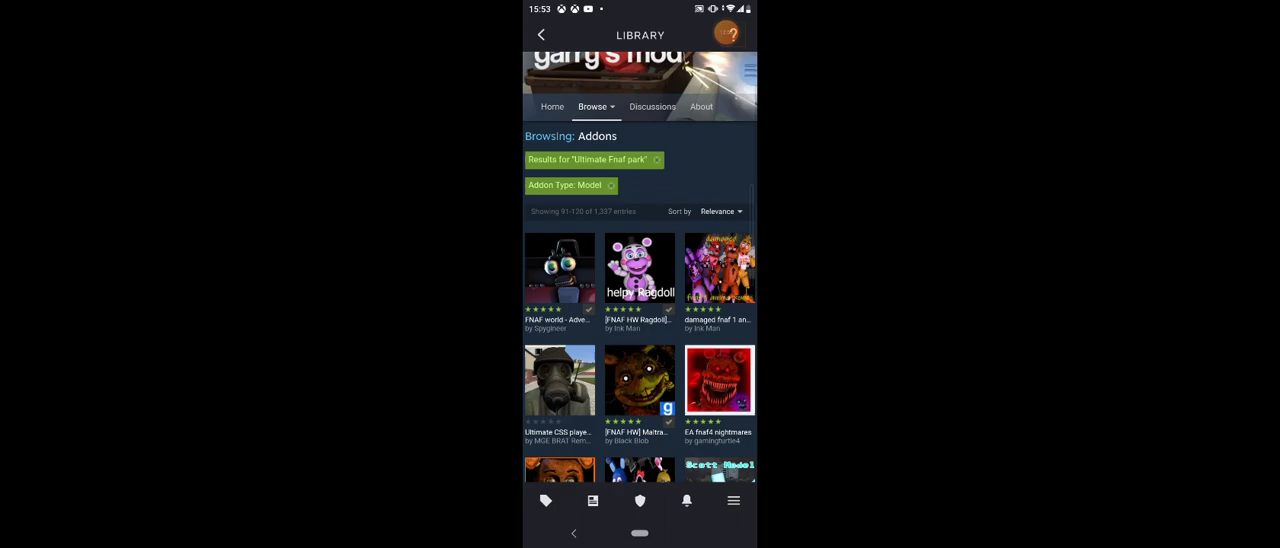 15:53
LIBRARY
garry's mod
Home Browse Discussions About
Browsing: Addons
Results for "Ultimate Fnaf park"
Addon Type: Model
Showing 91-120 of 1,337 entries Sort by Relevance
helpy Ragdoll
damaged
FNAF world - Adve...
by Spygineer
[FNAF HW Ragdoll]...
by Ink Man
damaged fnaf 1 an...
by Ink Man
g
Ultimate CSS playe...
by MGE BRAT Rem...
[FNAF HW] Maltra...
by Black Blob
EA fnaf4 nightmares
by gamingturtle4
Scott Model